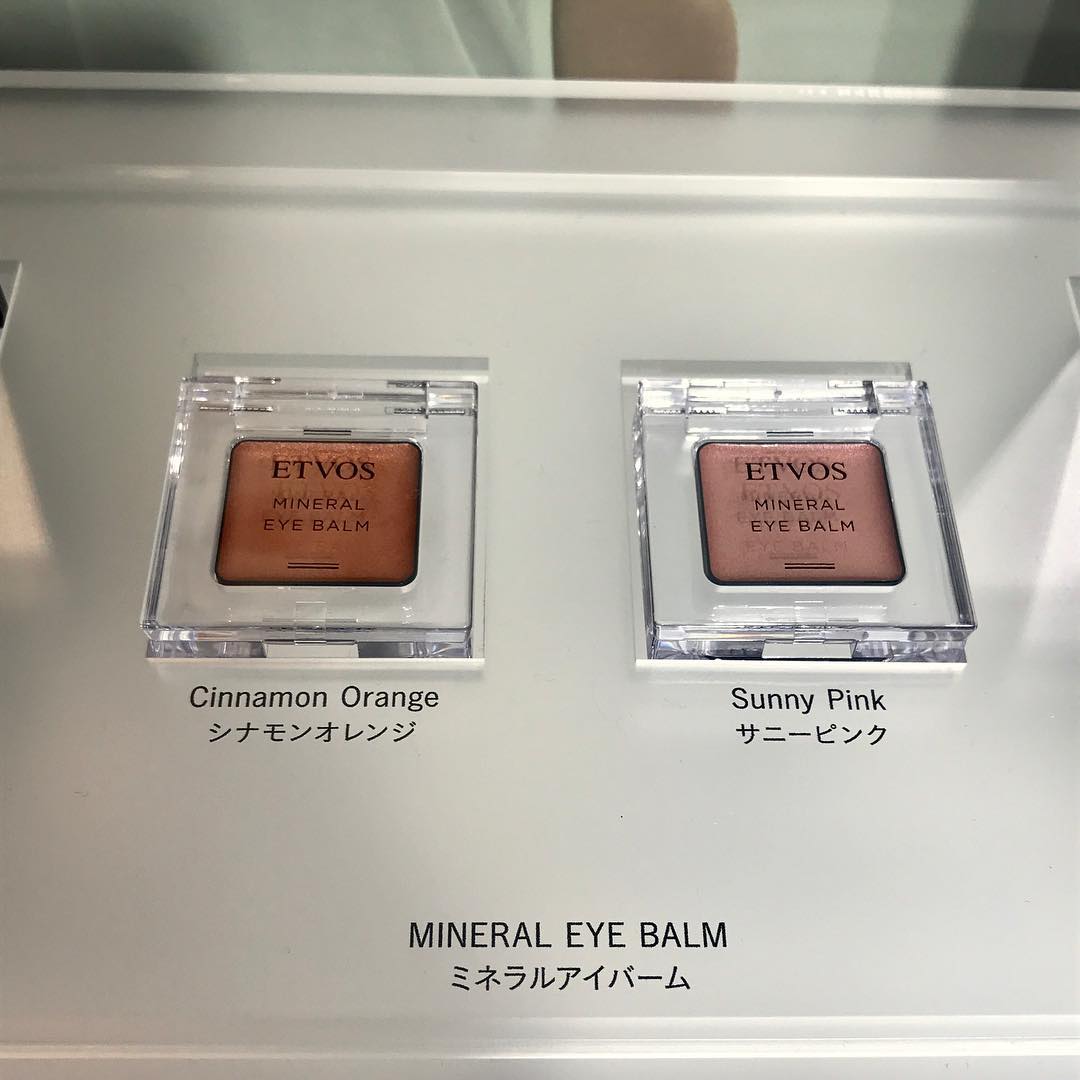 ETVOS
MINERAL
EYE BALM
ETVOS
MINERAL
EYE BALM
Cinnamon Orange
シナモンオレンジ
Sunny Pink
サニーピンク
MINERAL EYE BALM
ミネラルアイバーム